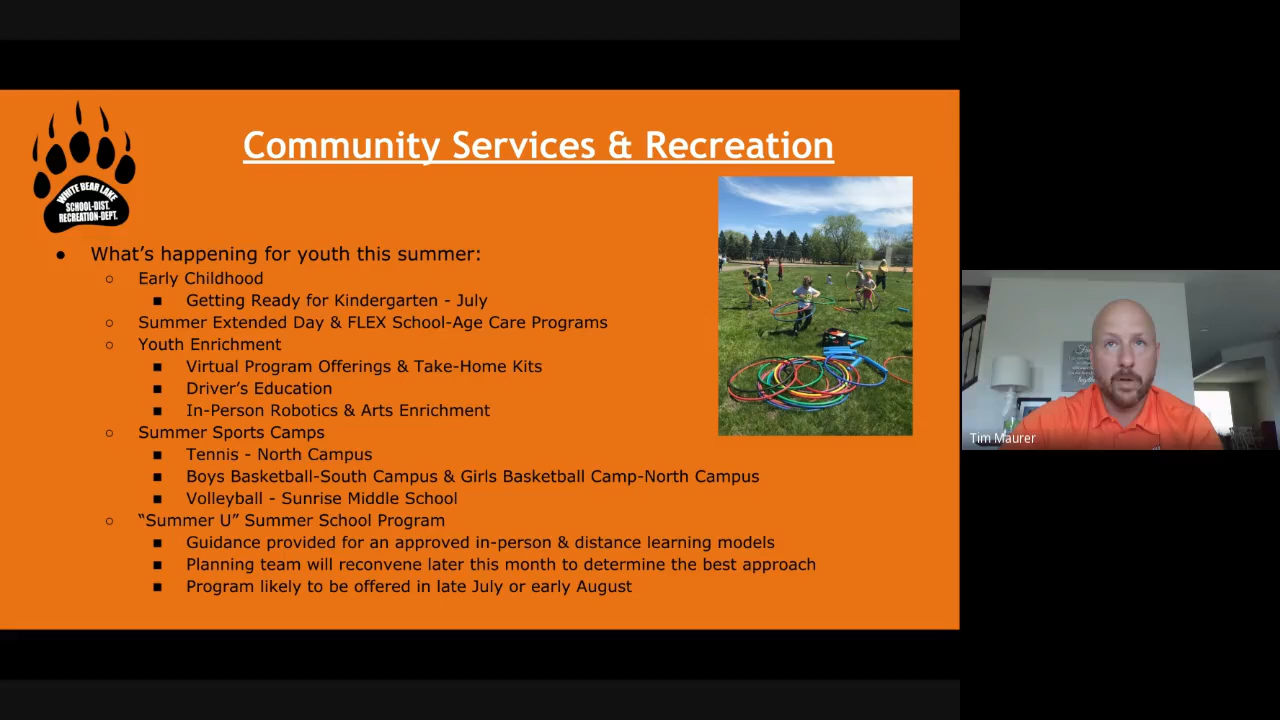 Community Services & Recreation
WHITE BEAR LAKE
SCHOOL-DIST.
RECREATION-DEPT.
● What's happening for youth this summer:
○ Early Childhood
■ Getting Ready for Kindergarten - July
○ Summer Extended Day & FLEX School-Age Care Programs
○ Youth Enrichment
■ Virtual Program Offerings & Take-Home Kits
■ Driver's Education
■ In-Person Robotics & Arts Enrichment
○ Summer Sports Camps
■ Tennis - North Campus
■ Boys Basketball-South Campus & Girls Basketball Camp-North Campus
■ Volleyball - Sunrise Middle School
○ “Summer U” Summer School Program
■ Guidance provided for an approved in-person & distance learning models
■ Planning team will reconvene later this month to determine the best approach
■ Program likely to be offered in late July or early August
Tim Maurer